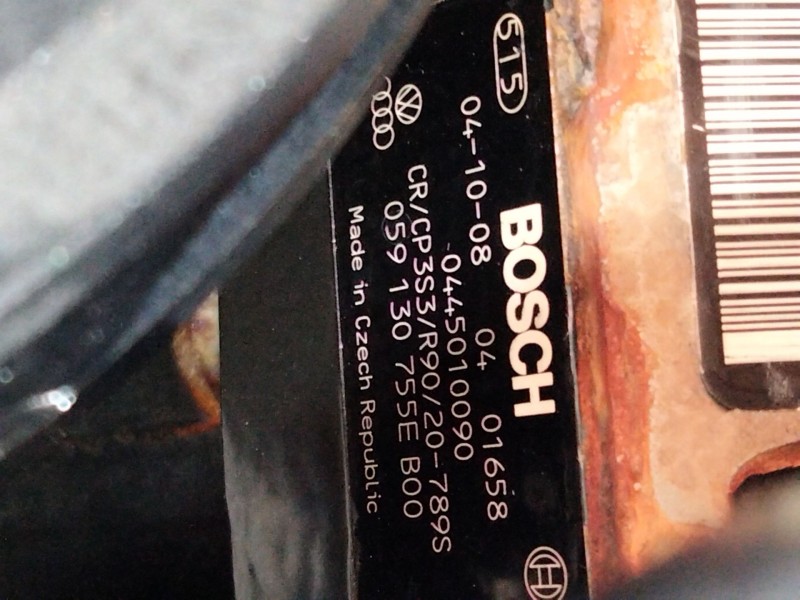 515 BOSCH
04-10-08 04 01658
0445010090
CR/CP3S3/R90/20-789S
059 130 755E B00
Made in Czech Republic